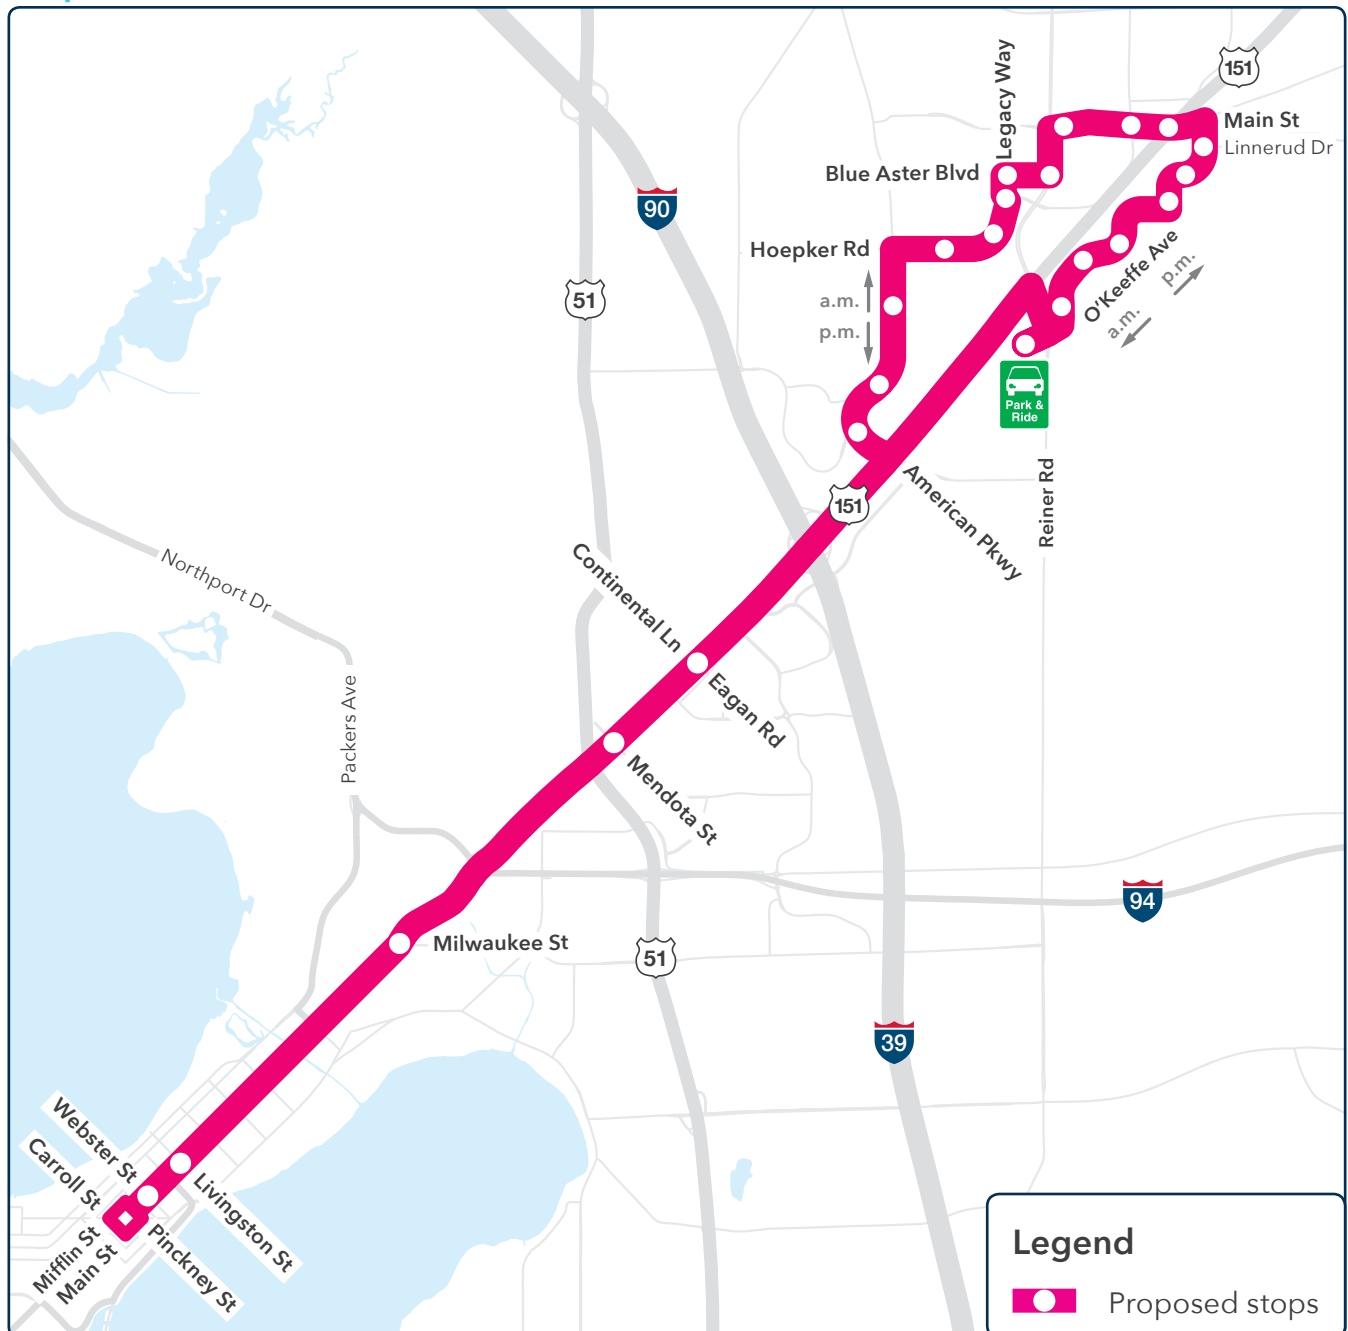 151
Legacy Way
Main St
Linnerud Dr
Blue Aster Blvd
90
Hoepker Rd
O'Keeffe Ave
p.m.
a.m.
a.m.
p.m.
51
Park &
Ride
151
American Pkwy
Reiner Rd
Continental Ln
Northport Dr
Eagan Rd
Packers Ave
Mendota St
94
Milwaukee St
51
39
Webster St
Carroll St
Livingston St
Mifflin St
Main St
Pinckney St
Legend
Proposed stops